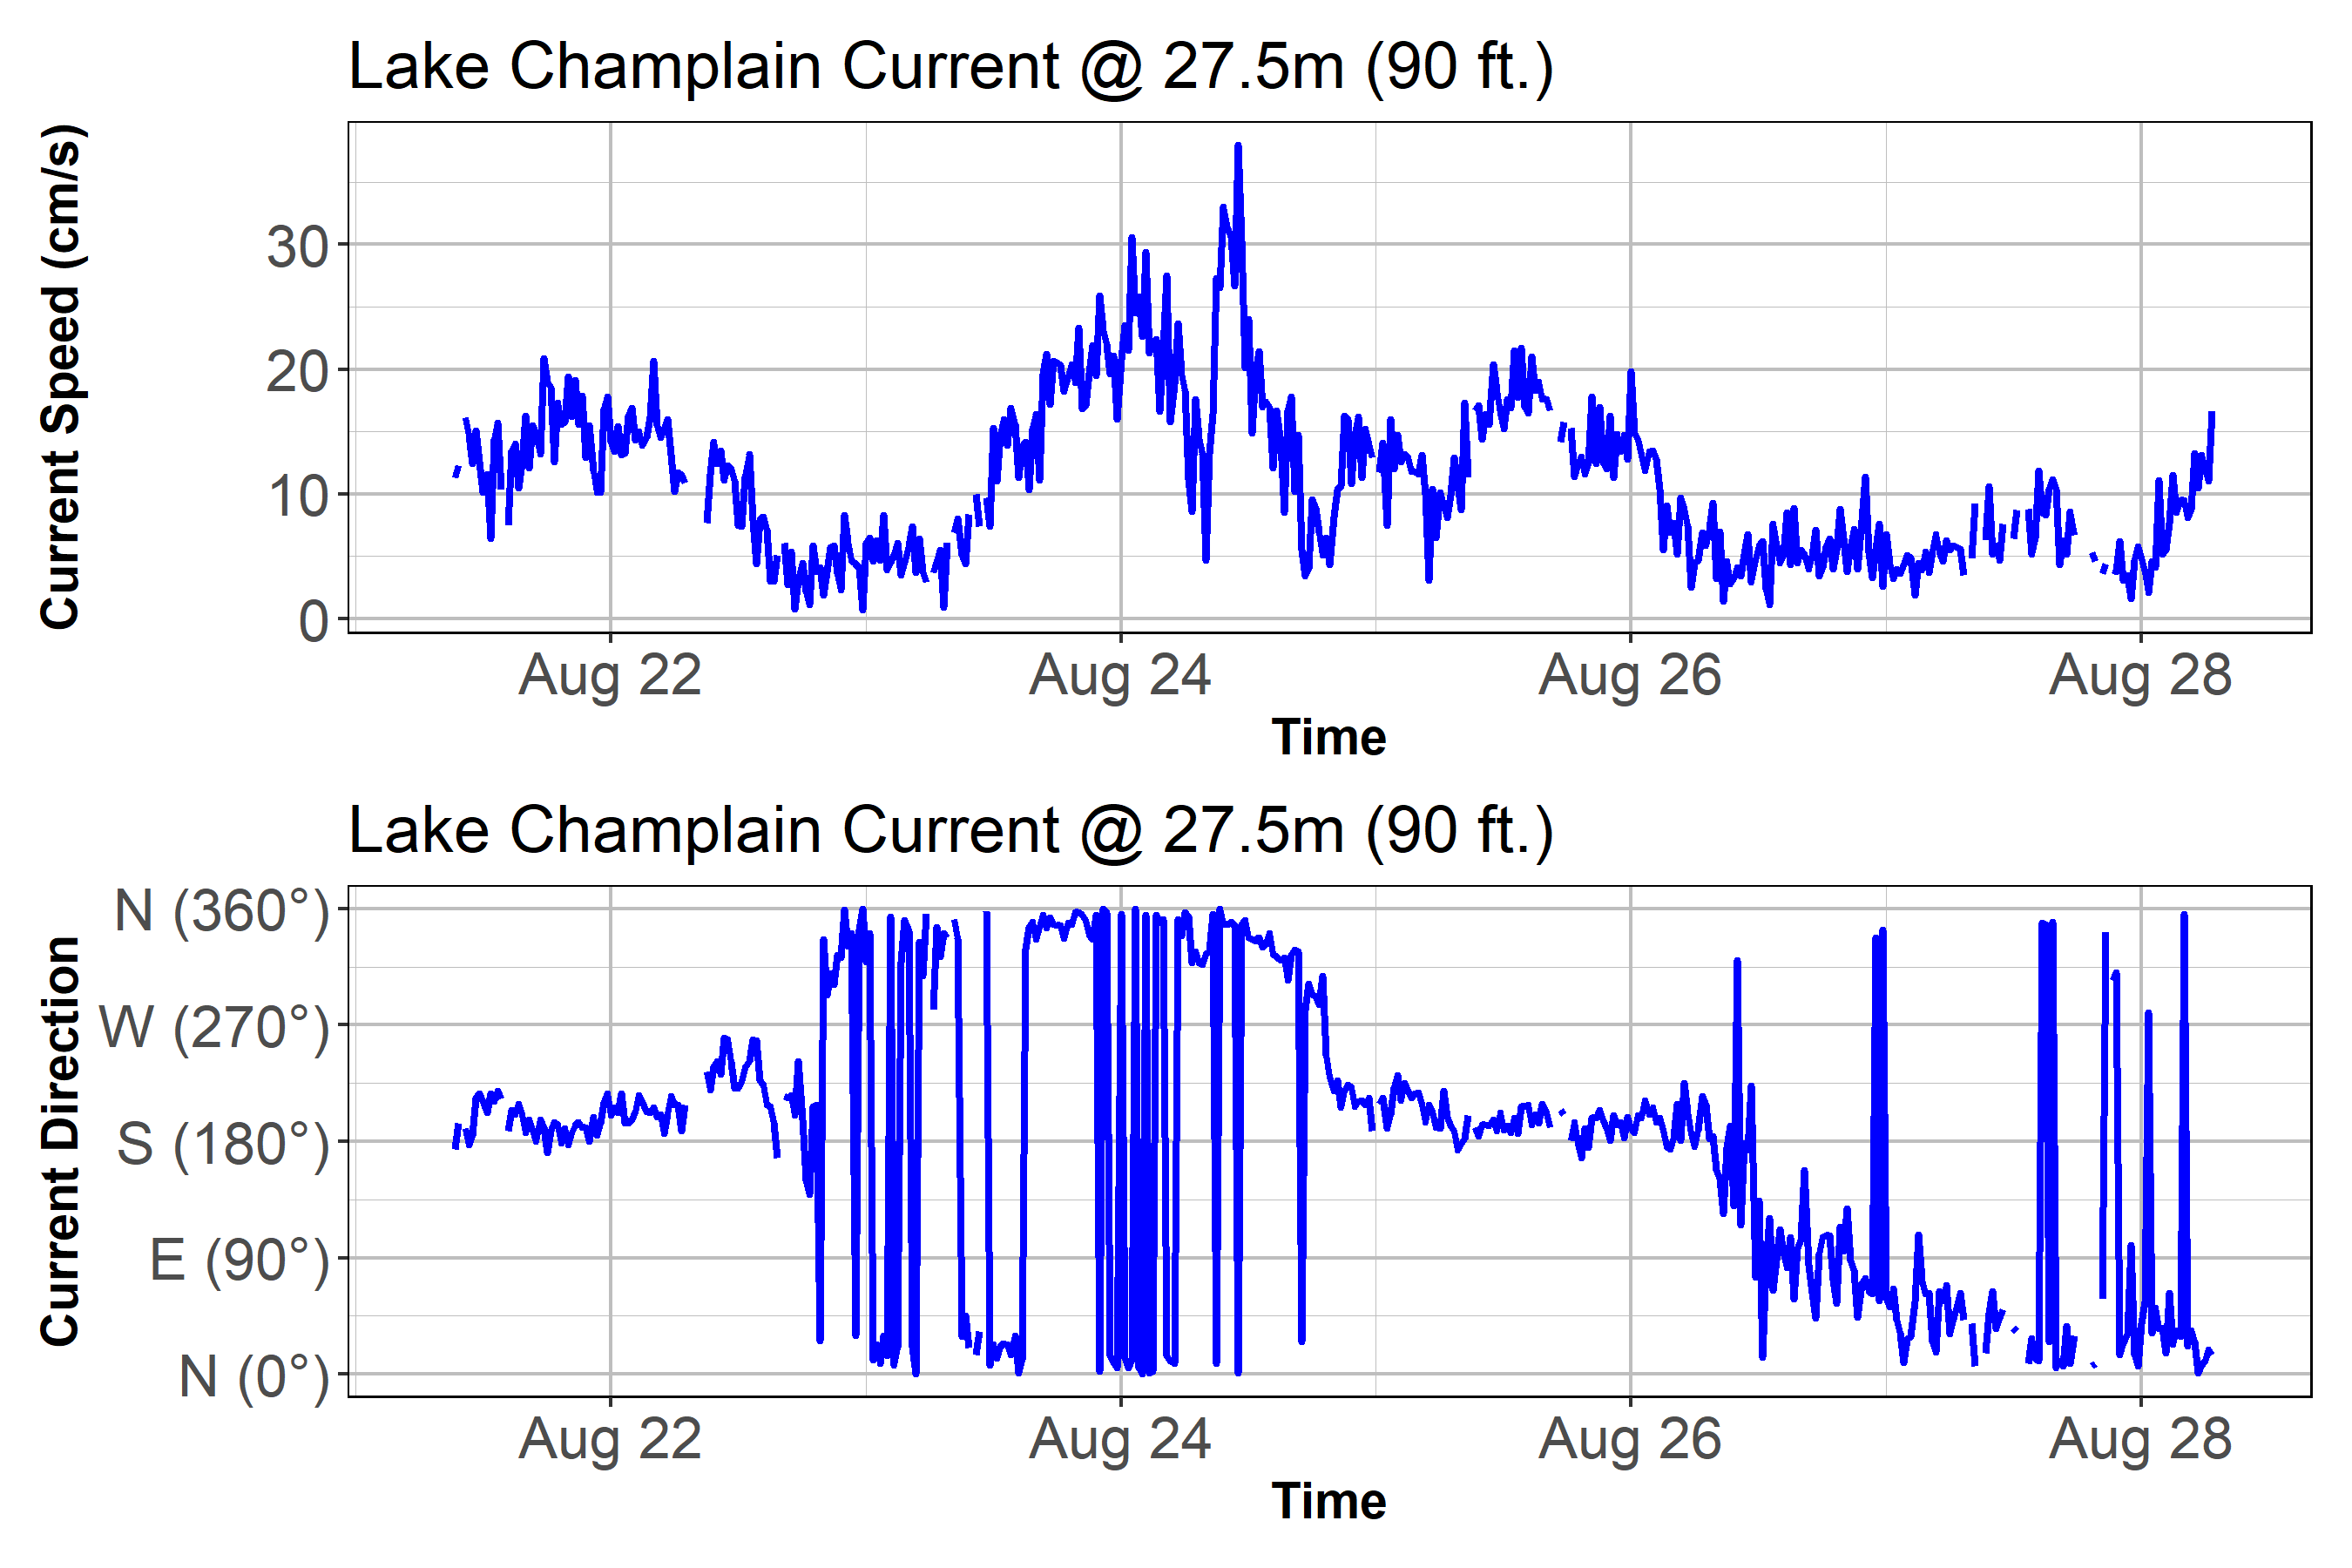 Lake Champlain Current @ 27.5m (90 ft.)
Current Speed (cm/s)
30
20
10
0
Aug 22 Aug 24 Aug 26 Aug 28
Time
Lake Champlain Current @ 27.5m (90 ft.)
Current Direction
N (360°)
W (270°)
S (180°)
E (90°)
N (0°)
Aug 22 Aug 24 Aug 26 Aug 28
Time